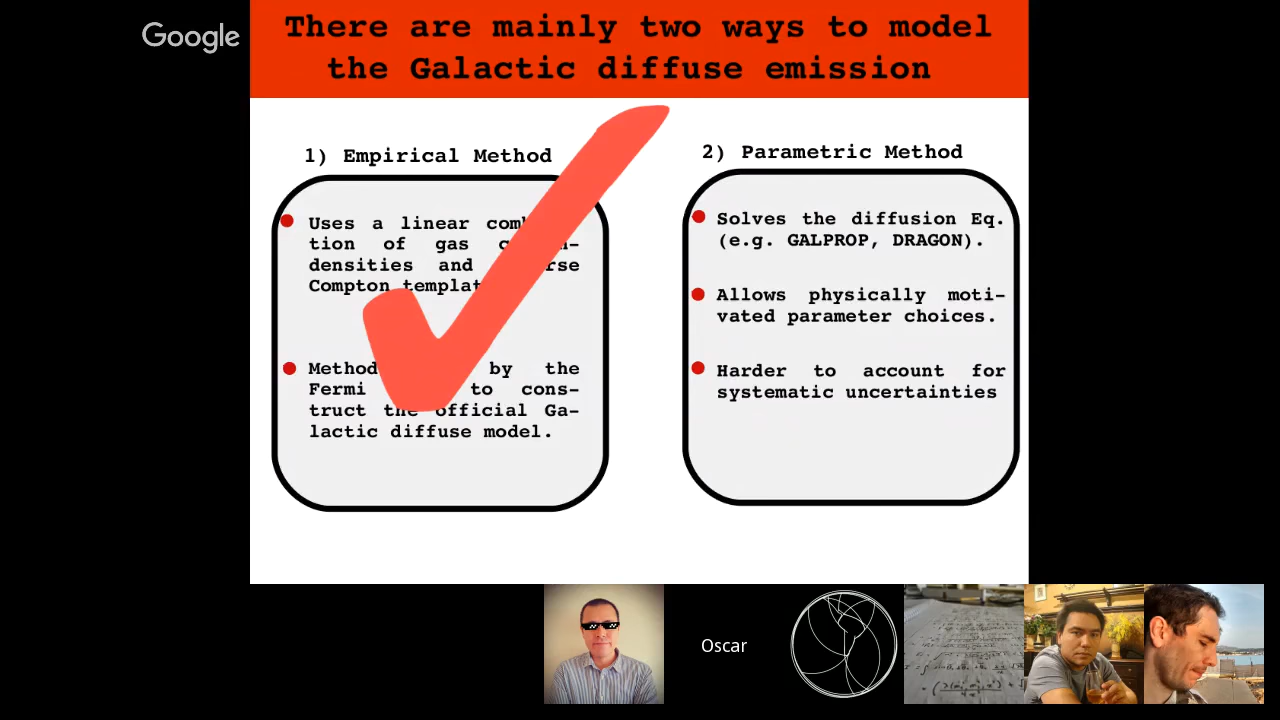 Google
There are mainly two ways to model
the Galactic diffuse emission
1) Empirical Method
Uses a linear
tion of gas
densities and
Compton
Method by the
Fermi to cons-
truct the official Ga-
lactic diffuse model.
2) Parametric Method
Solves the diffusion Eq.
(e.g. GALPROP, DRAGON).
Allows physically moti-
vated parameter choices.
Harder to account for
systematic uncertainties
Oscar